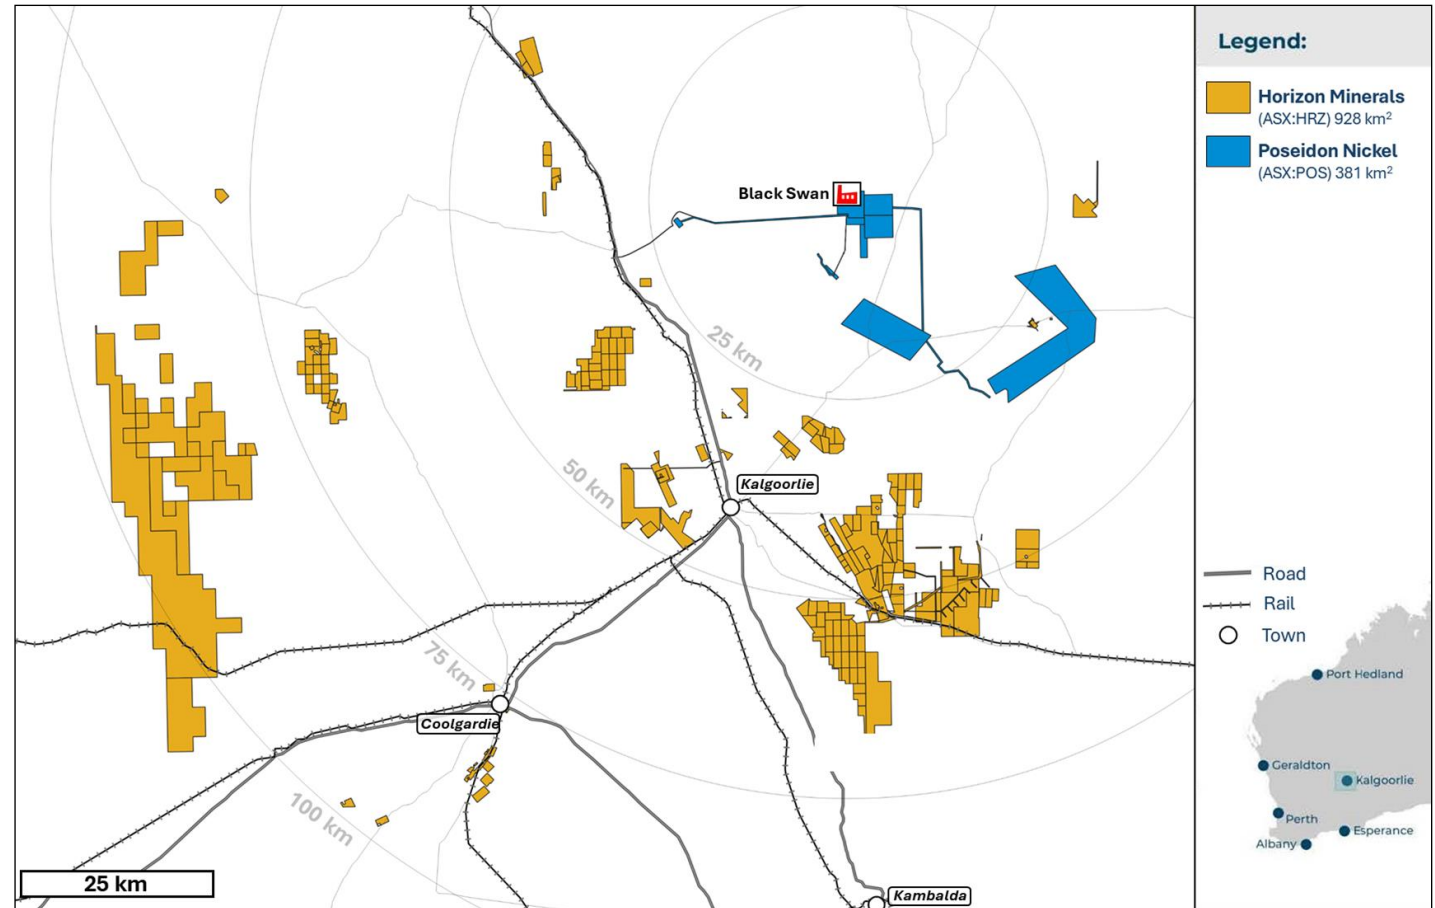 Legend:
Horizon Minerals
(ASX:HRZ) 928 km²
Poseidon Nickel
(ASX:POS) 381 km²
Black Swan
25 km
Kalgoorlie
50 km
75 km
Coolgardie
100 km
25 km
Kambalda
Road
Rail
Town
Port Hedland
Geraldton
Kalgoorlie
Perth
Esperance
Albany